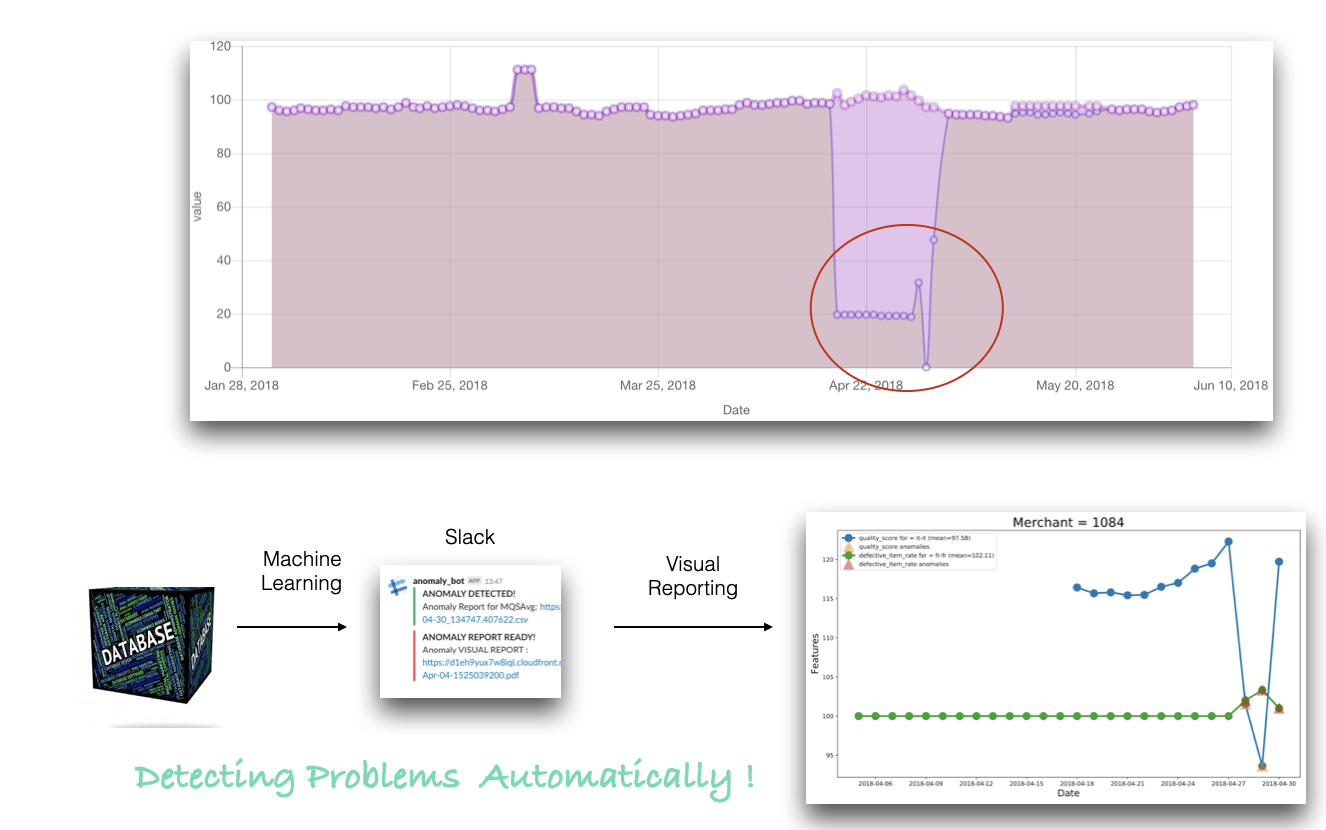 120
100
80
60
40
20
0
value
Jan 28, 2018 Feb 25, 2018 Mar 25, 2018 Apr 22, 2018 May 20, 2018 Jun 10, 2018
Date
Machine
Learning
Slack
Visual
Reporting
DATABASE
DATABASE
anomaly_bot APP 13:47
ANOMALY DETECTED!
Anomaly Report for MQSAvg: https:
04-30_134747.407622.csv
ANOMALY REPORT READY!
Anomaly VISUAL REPORT :
https://d1eh9yux7w8iql.cloudfront.
Apr-04-1525039200.pdf
Merchant = 1084
quality_score for = it-it (mean=97.58)
quality_score anomalies
defective_item_rate for = fr-fr (mean=102.11)
defective_item_rate anomalies
120
115
110
105
100
95
Features
2018-04-06 2018-04-09 2018-04-12 2018-04-15 2018-04-18 2018-04-21 2018-04-24 2018-04-27 2018-04-30
Date
Detecting Problems Automatically !